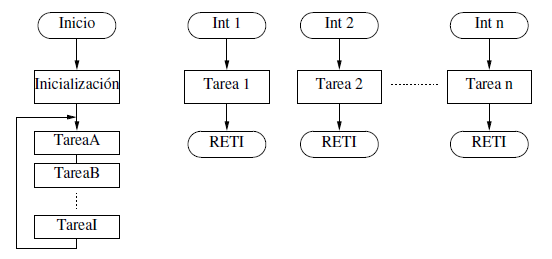 Inicio
Inicialización
TareaA
TareaB
TareaI
Int 1
Tarea 1
RETI
Int 2
Tarea 2
RETI
Int n
Tarea n
RETI